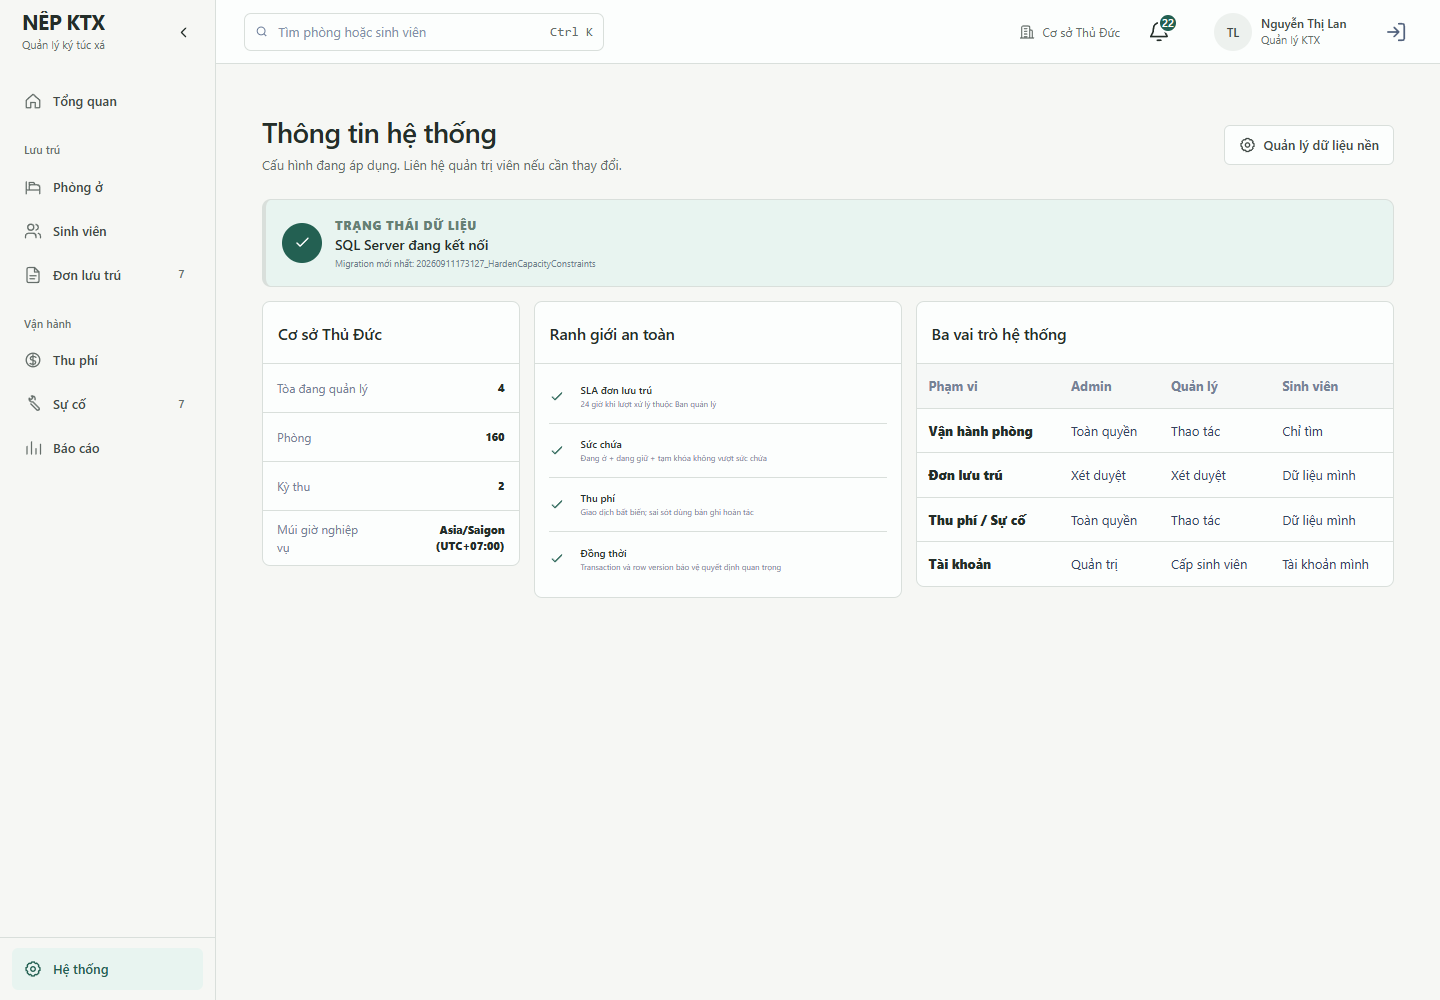 NẾP KTX
Quản lý ký túc xá
Tổng quan
Lưu trú
Phòng ở
Sinh viên
Đơn lưu trú 7
Vận hành
Thu phí
Sự cố 7
Báo cáo
Hệ thống
Tìm phòng hoặc sinh viên Ctrl K
Cơ sở Thủ Đức
22
TL
Nguyễn Thị Lan
Quản lý KTX
Thông tin hệ thống
Cấu hình đang áp dụng. Liên hệ quản trị viên nếu cần thay đổi.
Quản lý dữ liệu nền
TRẠNG THÁI DỮ LIỆU
SQL Server đang kết nối
Migration mới nhất: 20260911173127_HardenCapacityConstraints
Cơ sở Thủ Đức
Tòa đang quản lý 4
Phòng 160
Kỳ thu 2
Múi giờ nghiệp vụ Asia/Saigon
(UTC+07:00)
Ranh giới an toàn
SLA đơn lưu trú
24 giờ khi lượt xử lý thuộc Ban quản lý
Sức chứa
Đang ở + đang giữ + tạm khóa không vượt sức chứa
Thu phí
Giao dịch bất biến; sai sót dùng bản ghi hoàn tác
Đồng thời
Transaction và row version bảo vệ quyết định quan trọng
Ba vai trò hệ thống
Phạm vi Admin Quản lý Sinh viên
Vận hành phòng Toàn quyền Thao tác Chỉ tìm
Đơn lưu trú Xét duyệt Xét duyệt Dữ liệu mình
Thu phí / Sự cố Toàn quyền Thao tác Dữ liệu mình
Tài khoản Quản trị Cấp sinh viên Tài khoản mình